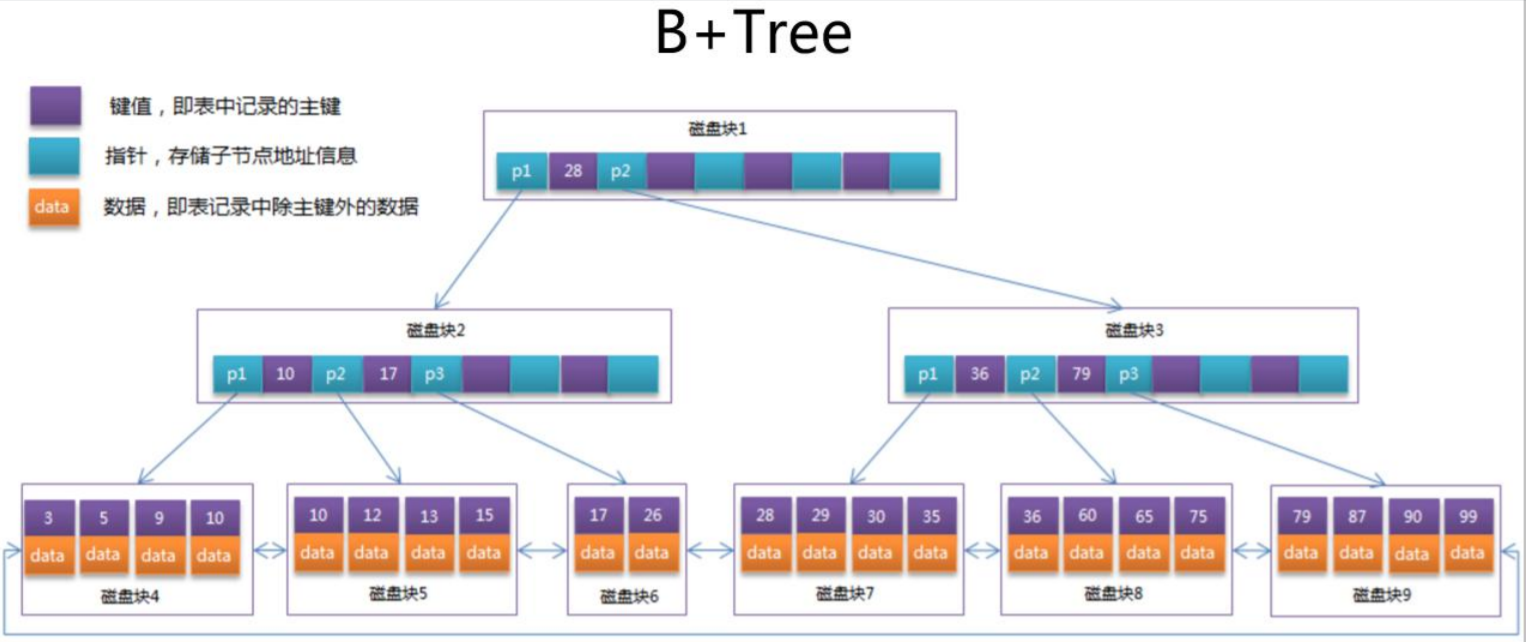 B+Tree
键值，即表中记录的主键
指针，存储子节点地址信息
data 数据，即表记录中除主键外的数据
磁盘块1
p1 28 p2
磁盘块2
p1 10 p2 17 p3
磁盘块3
p1 36 p2 79 p3
3 5 9 10
data data data data
磁盘块4
10 12 13 15
data data data data
磁盘块5
17 26
data data
磁盘块6
28 29 30 35
data data data data
磁盘块7
36 60 65 75
data data data data
磁盘块8
79 87 90 99
data data data data
磁盘块9